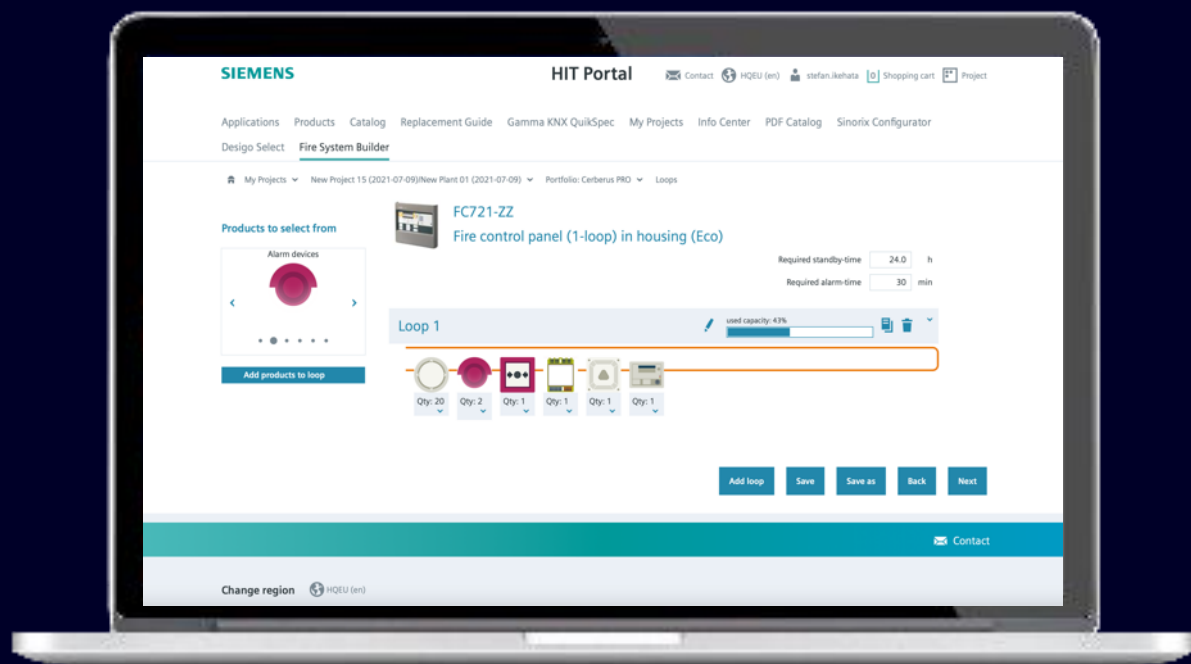 SIEMENS
HIT Portal
Contact HQEU (en) stefan.ikehata 0 Shopping cart Project
Applications Products Catalog Replacement Guide Gamma KNX QuikSpec My Projects Info Center PDF Catalog Sinorix Configurator
Desigo Select Fire System Builder
My Projects New Project 15 (2021-07-09)/New Plant 01 (2021-07-09) Portfolio: Cerberus PRO Loops
Products to select from
Alarm devices
Add products to loop
FC721-ZZ
Fire control panel (1-loop) in housing (Eco)
Required standby-time 24.0 h
Required alarm-time 30 min
Loop 1
used capacity: 43%
Qty: 20 Qty: 2 Qty: 1 Qty: 1 Qty: 1 Qty: 1
Add loop Save Save as Back Next
Contact
Change region HQEU (en)